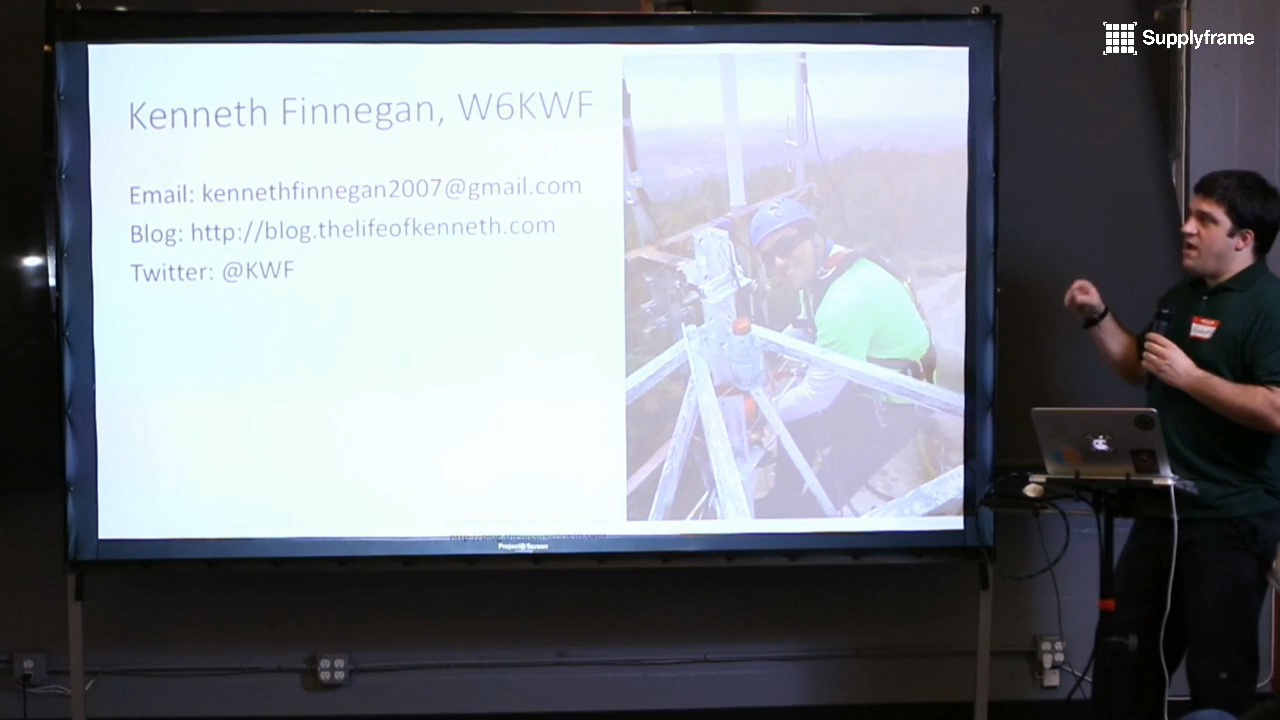 Supplyframe
Kenneth Finnegan, W6KWF
Email: kennethfinnegan2007@gmail.com
Blog: http://blog.thelifeofkenneth.com
Twitter: @KWF